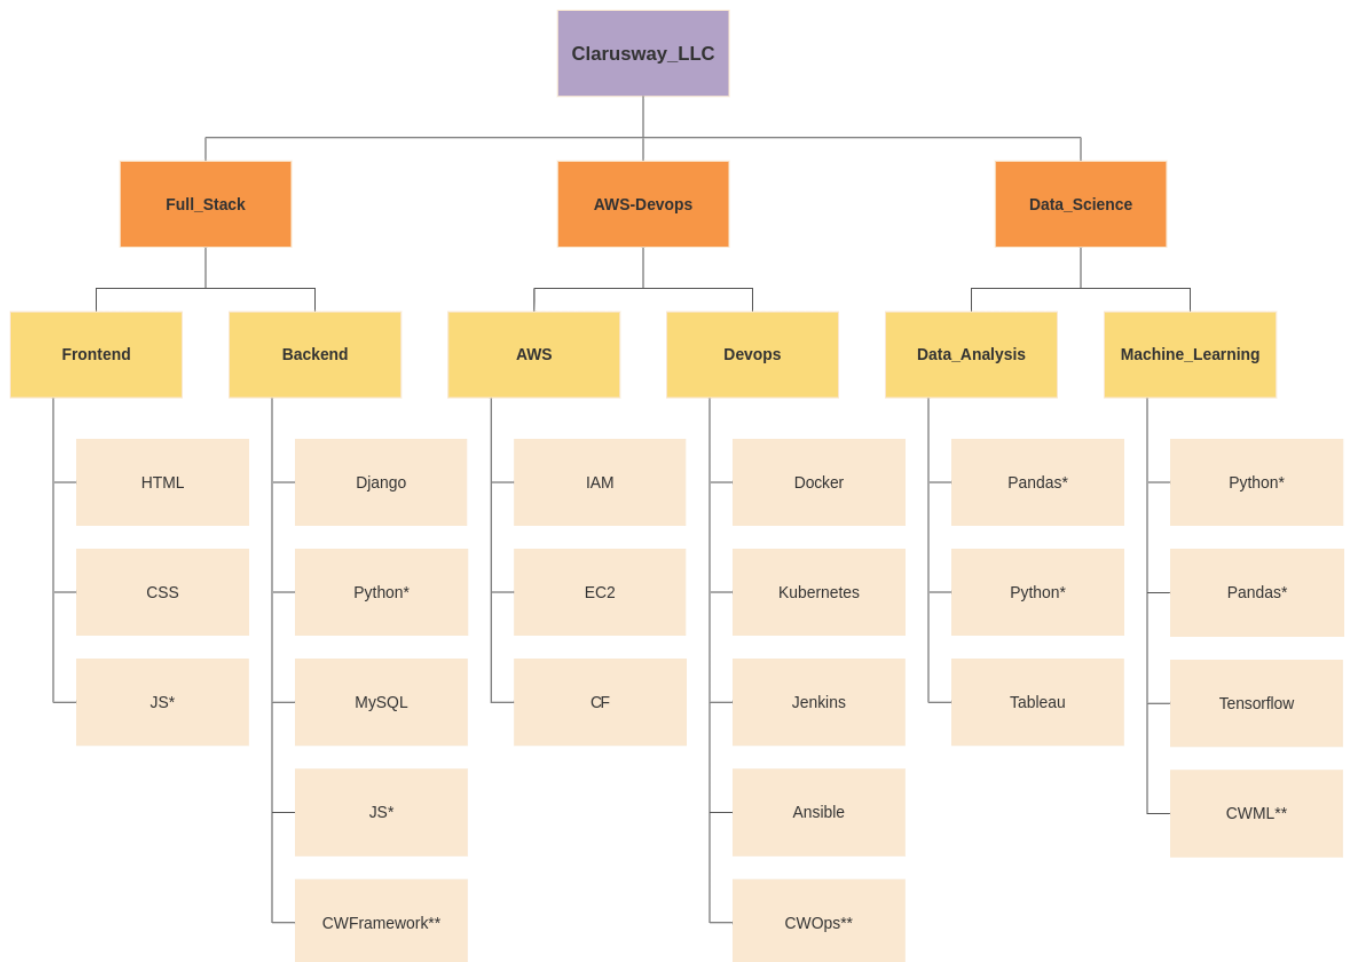 Clarusway_LLC
Full_Stack
AWS-Devops
Data_Science
Frontend
Backend
AWS
Devops
Data_Analysis
Machine_Learning
HTML
Django
IAM
Docker
Pandas*
Python*
CSS
Python*
EC2
Kubernetes
Python*
Pandas*
JS*
MySQL
CF
Jenkins
Tableau
Tensorflow
JS*
Ansible
CWML**
CWFramework**
CWOps**